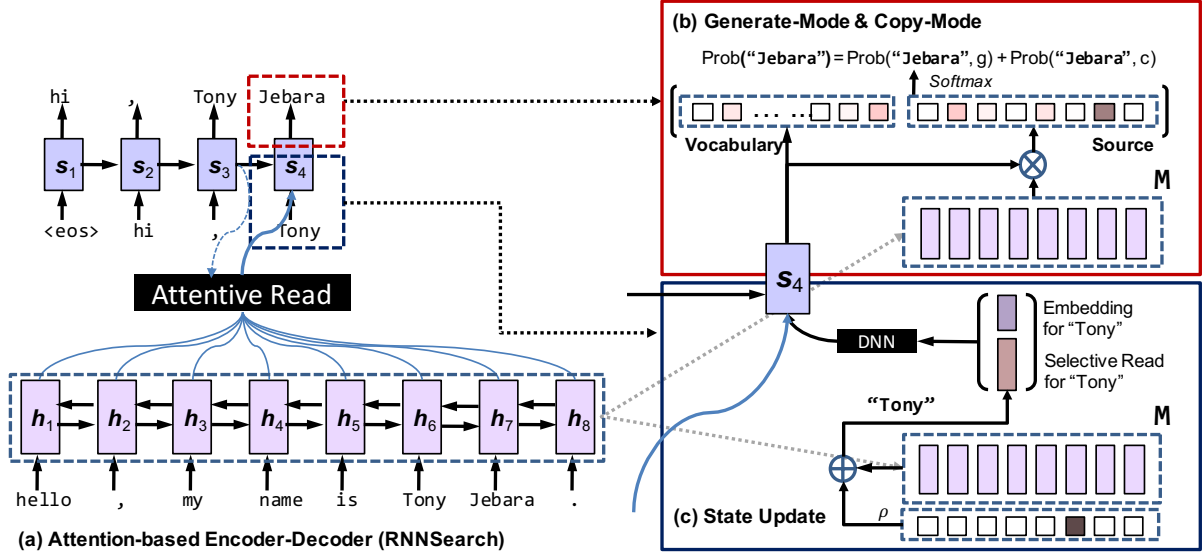 hi , Tony Jebara
s1 s2 s3 s4
<eos> hi , Tony
Attentive Read
h1 h2 h3 h4 h5 h6 h7 h8
hello , my name is Tony Jebara .
(a) Attention-based Encoder-Decoder (RNNSearch)
(b) Generate-Mode & Copy-Mode
Prob(“Jebara”) = Prob(“Jebara”, g) + Prob(“Jebara”, c)
Softmax
... ...
Vocabulary
Source
M
s4
DNN
Embedding
for “Tony”
Selective Read
for “Tony”
“Tony”
M
ρ
(c) State Update